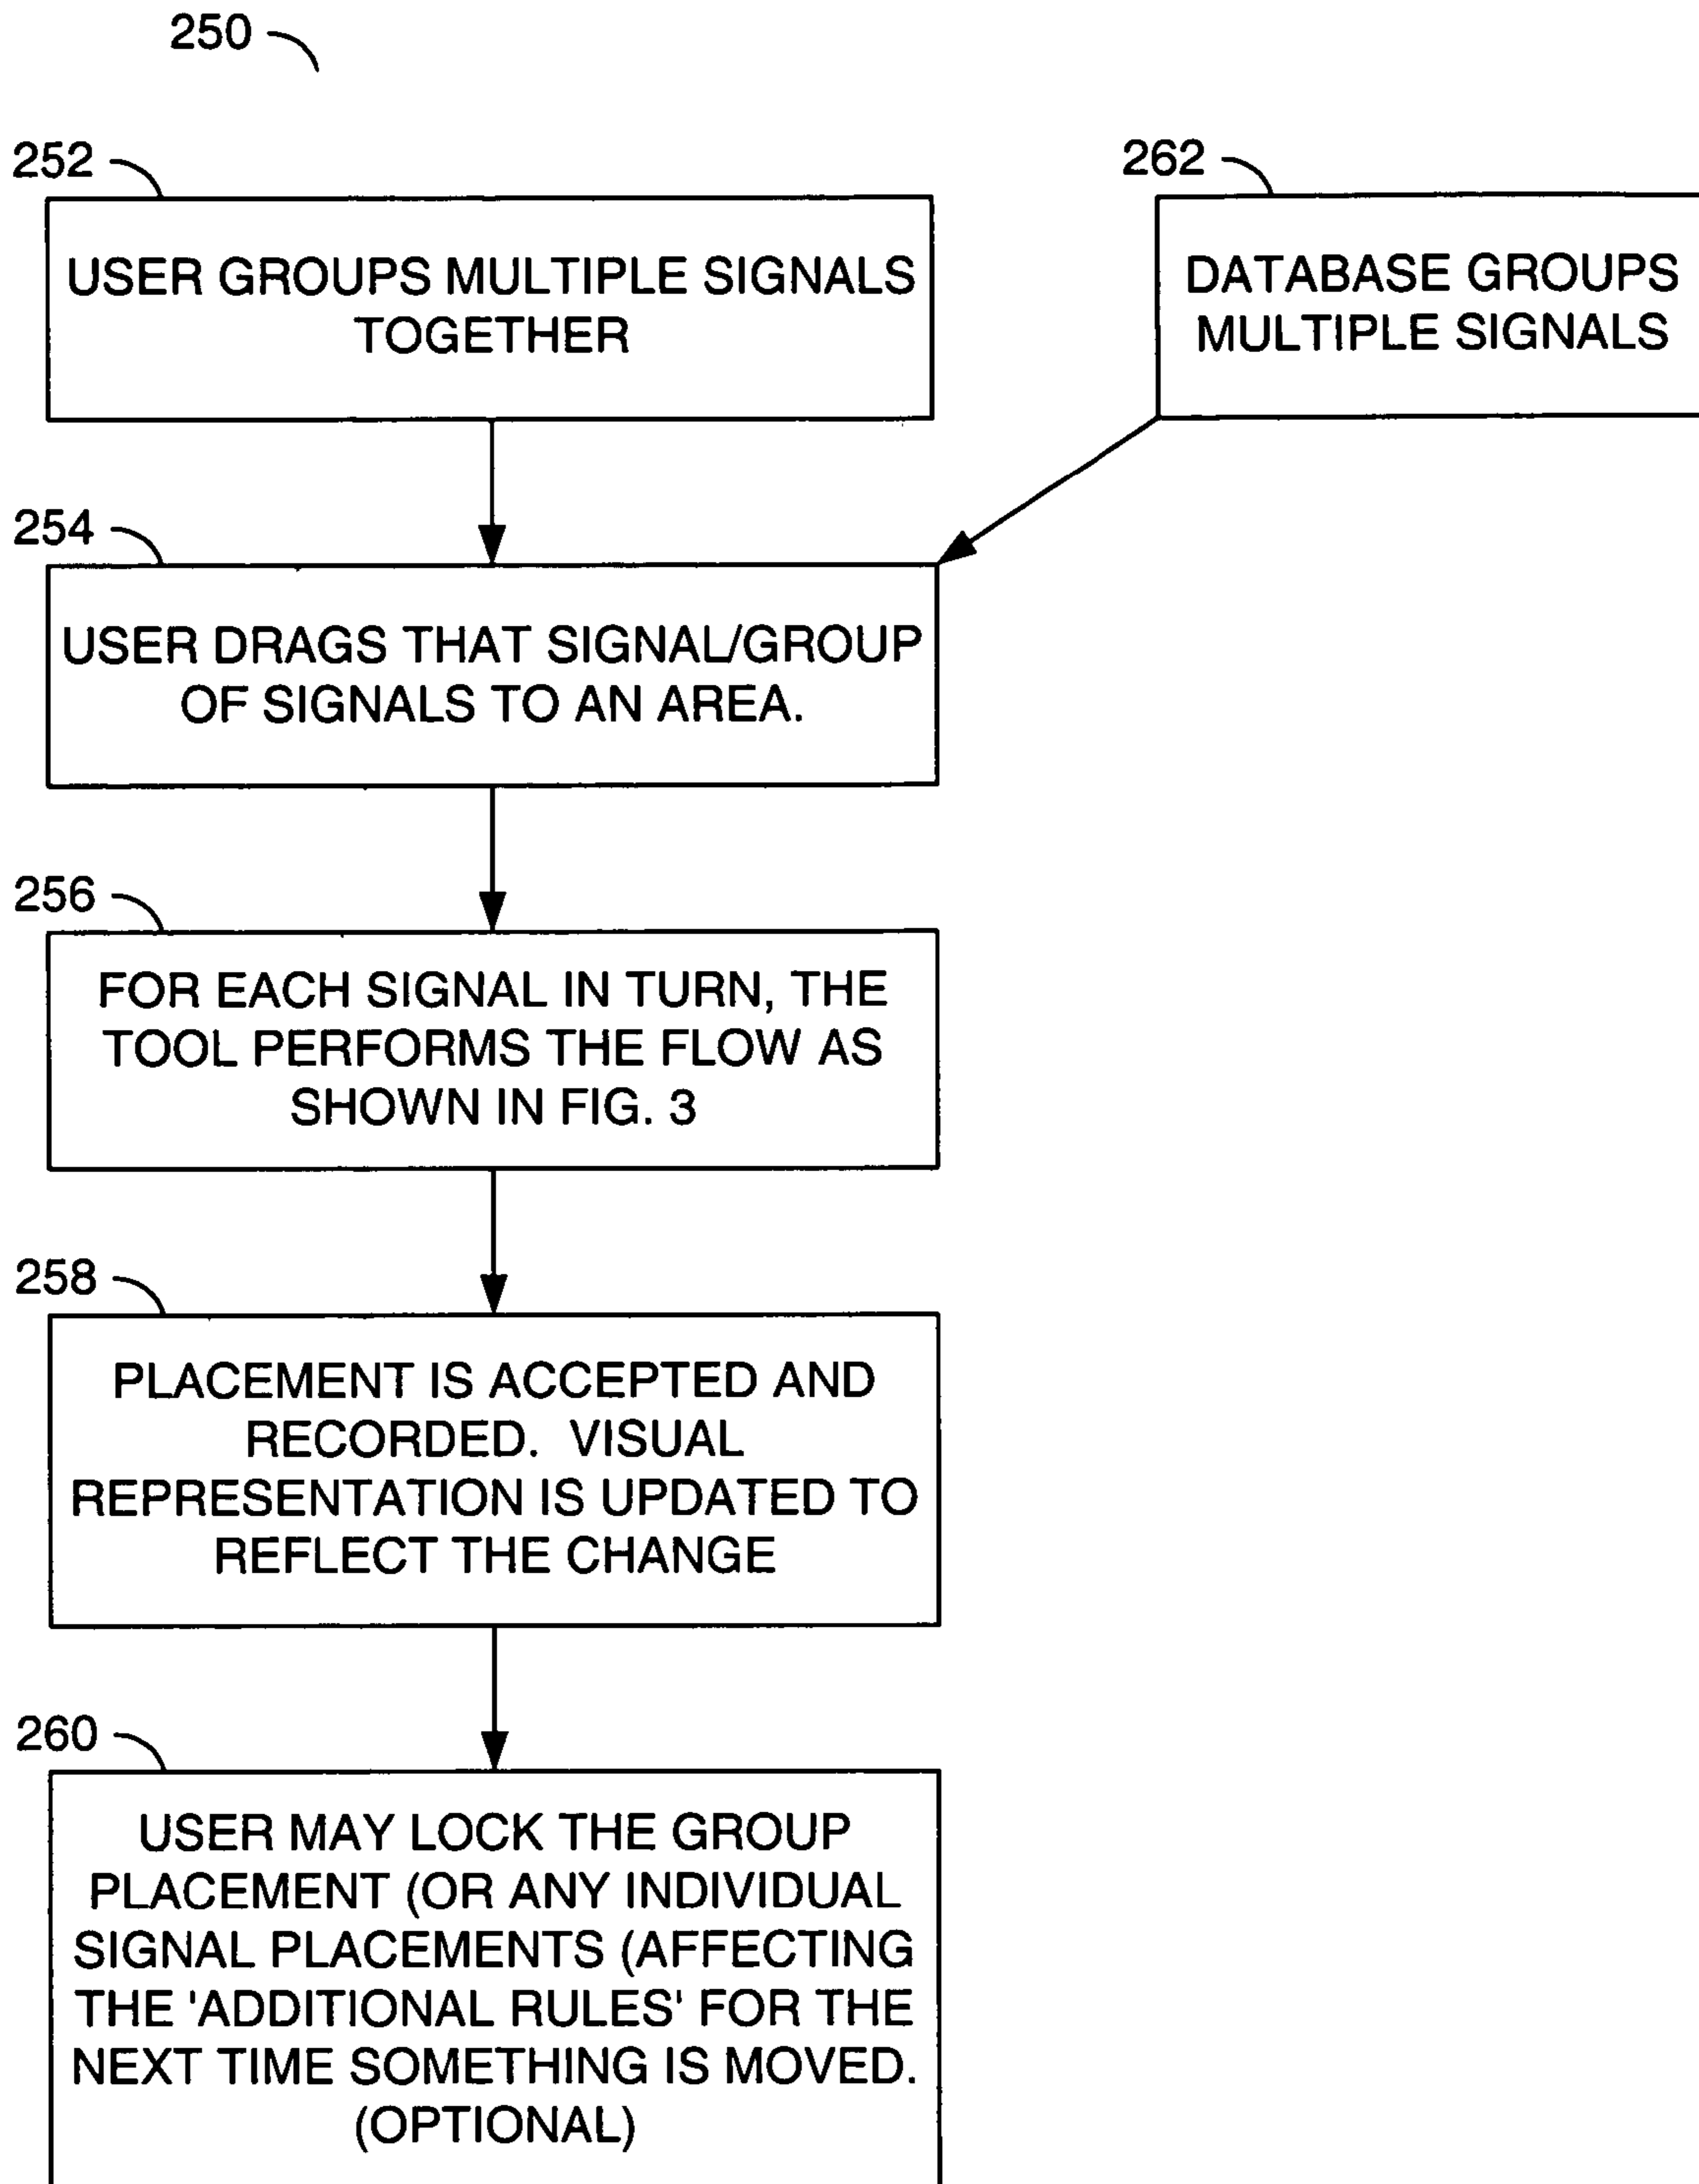 250
252
262
USER GROUPS MULTIPLE SIGNALS
TOGETHER
DATABASE GROUPS
MULTIPLE SIGNALS
254
USER DRAGS THAT SIGNAL/GROUP
OF SIGNALS TO AN AREA.
256
FOR EACH SIGNAL IN TURN, THE
TOOL PERFORMS THE FLOW AS
SHOWN IN FIG. 3
258
PLACEMENT IS ACCEPTED AND
RECORDED. VISUAL
REPRESENTATION IS UPDATED TO
REFLECT THE CHANGE
260
USER MAY LOCK THE GROUP
PLACEMENT (OR ANY INDIVIDUAL
SIGNAL PLACEMENTS (AFFECTING
THE 'ADDITIONAL RULES' FOR THE
NEXT TIME SOMETHING IS MOVED.
(OPTIONAL)